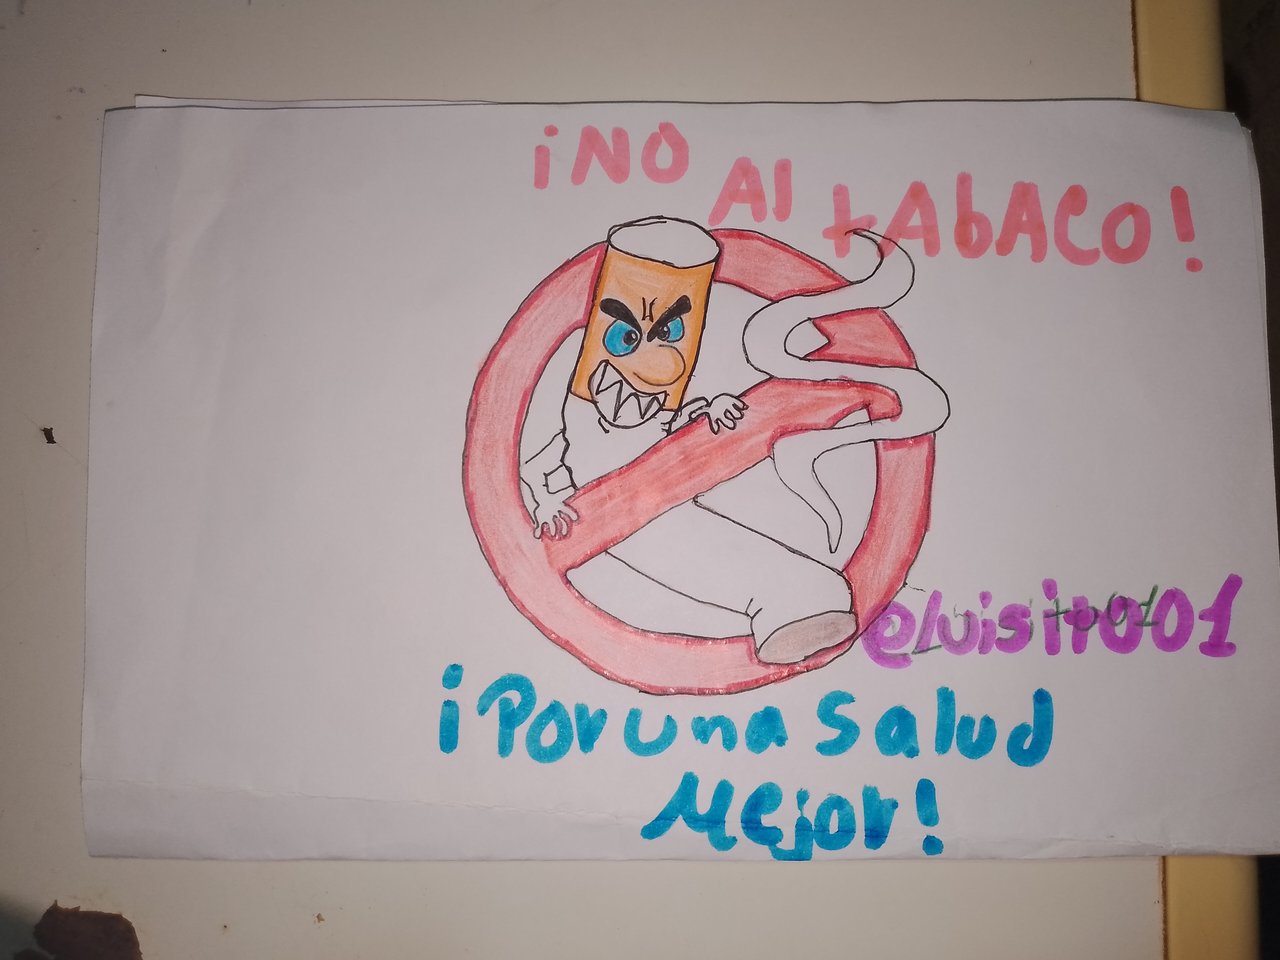 ¡NO Al tAbACo!
@luisito001
¡Por una salud
Mejor!